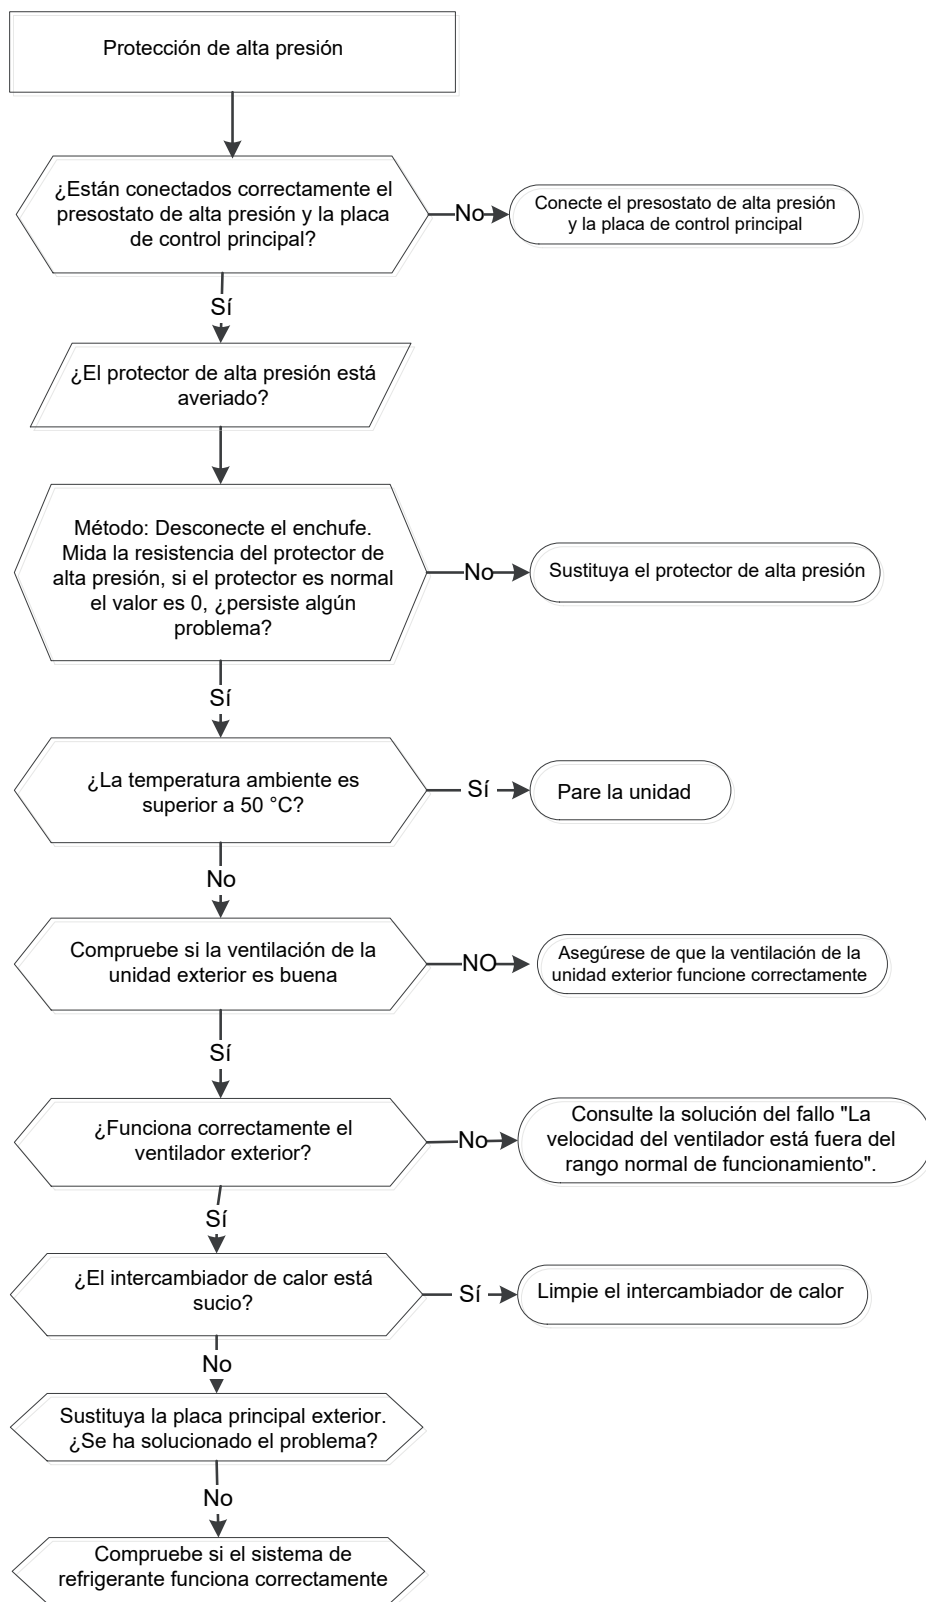 Protección de alta presión
¿Están conectados correctamente el
presostato de alta presión y la placa
de control principal?
No
Conecte el presostato de alta presión
y la placa de control principal
Sí
¿El protector de alta presión está
averiado?
Método: Desconecte el enchufe.
Mida la resistencia del protector de
alta presión, si el protector es normal
el valor es 0, ¿persiste algún
problema?
No
Sustituya el protector de alta presión
Sí
¿La temperatura ambiente es
superior a 50 °C?
Sí
Pare la unidad
No
Compruebe si la ventilación de la
unidad exterior es buena
NO
Asegúrese de que la ventilación de la
unidad exterior funcione correctamente
Sí
¿Funciona correctamente el
ventilador exterior?
No
Consulte la solución del fallo "La
velocidad del ventilador está fuera del
rango normal de funcionamiento".
Sí
¿El intercambiador de calor está
sucio?
Sí
Limpie el intercambiador de calor
No
Sustituya la placa principal exterior.
¿Se ha solucionado el problema?
No
Compruebe si el sistema de
refrigerante funciona correctamente